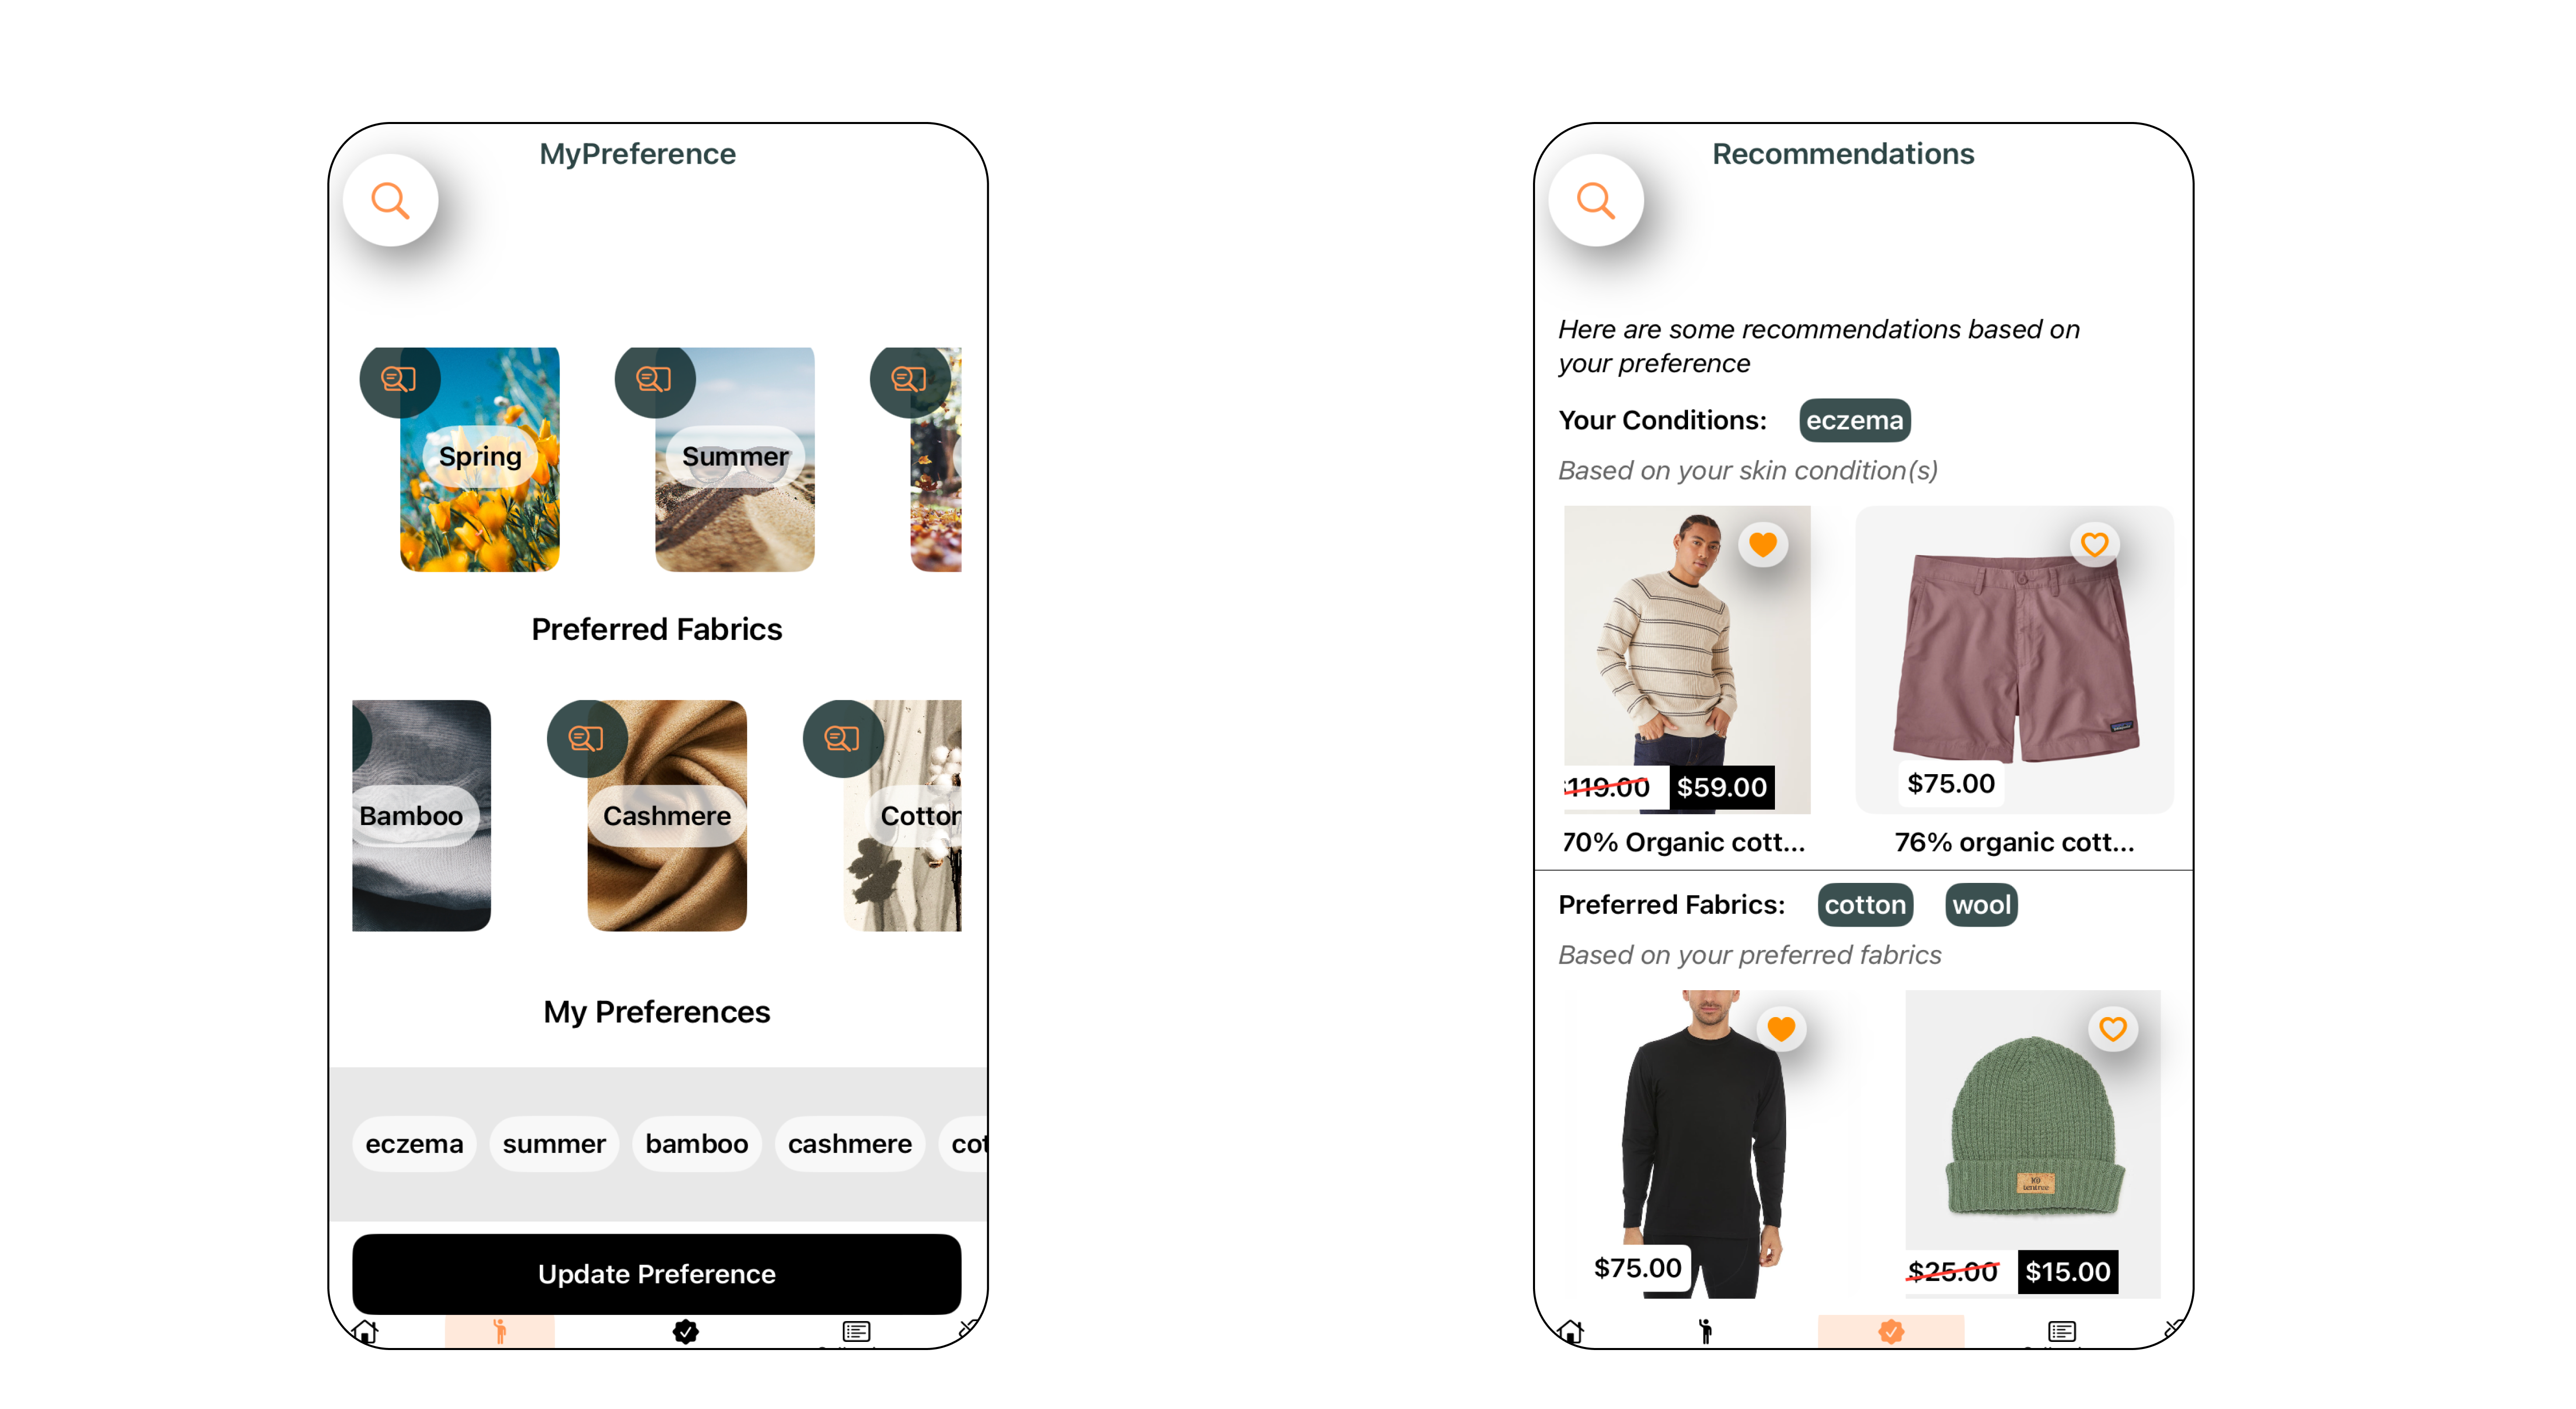 MyPreference
Spring
Summer
Preferred Fabrics
Bamboo
Cashmere
Cotton
My Preferences
eczema
summer
bamboo
cashmere
cot
Update Preference
Recommendations
Here are some recommendations based on
your preference
Your Conditions: eczema
Based on your skin condition(s)
$119.00 $59.00
$75.00
70% Organic cott...
76% organic cott...
Preferred Fabrics: cotton wool
Based on your preferred fabrics
tentree
$75.00
$25.00 $15.00